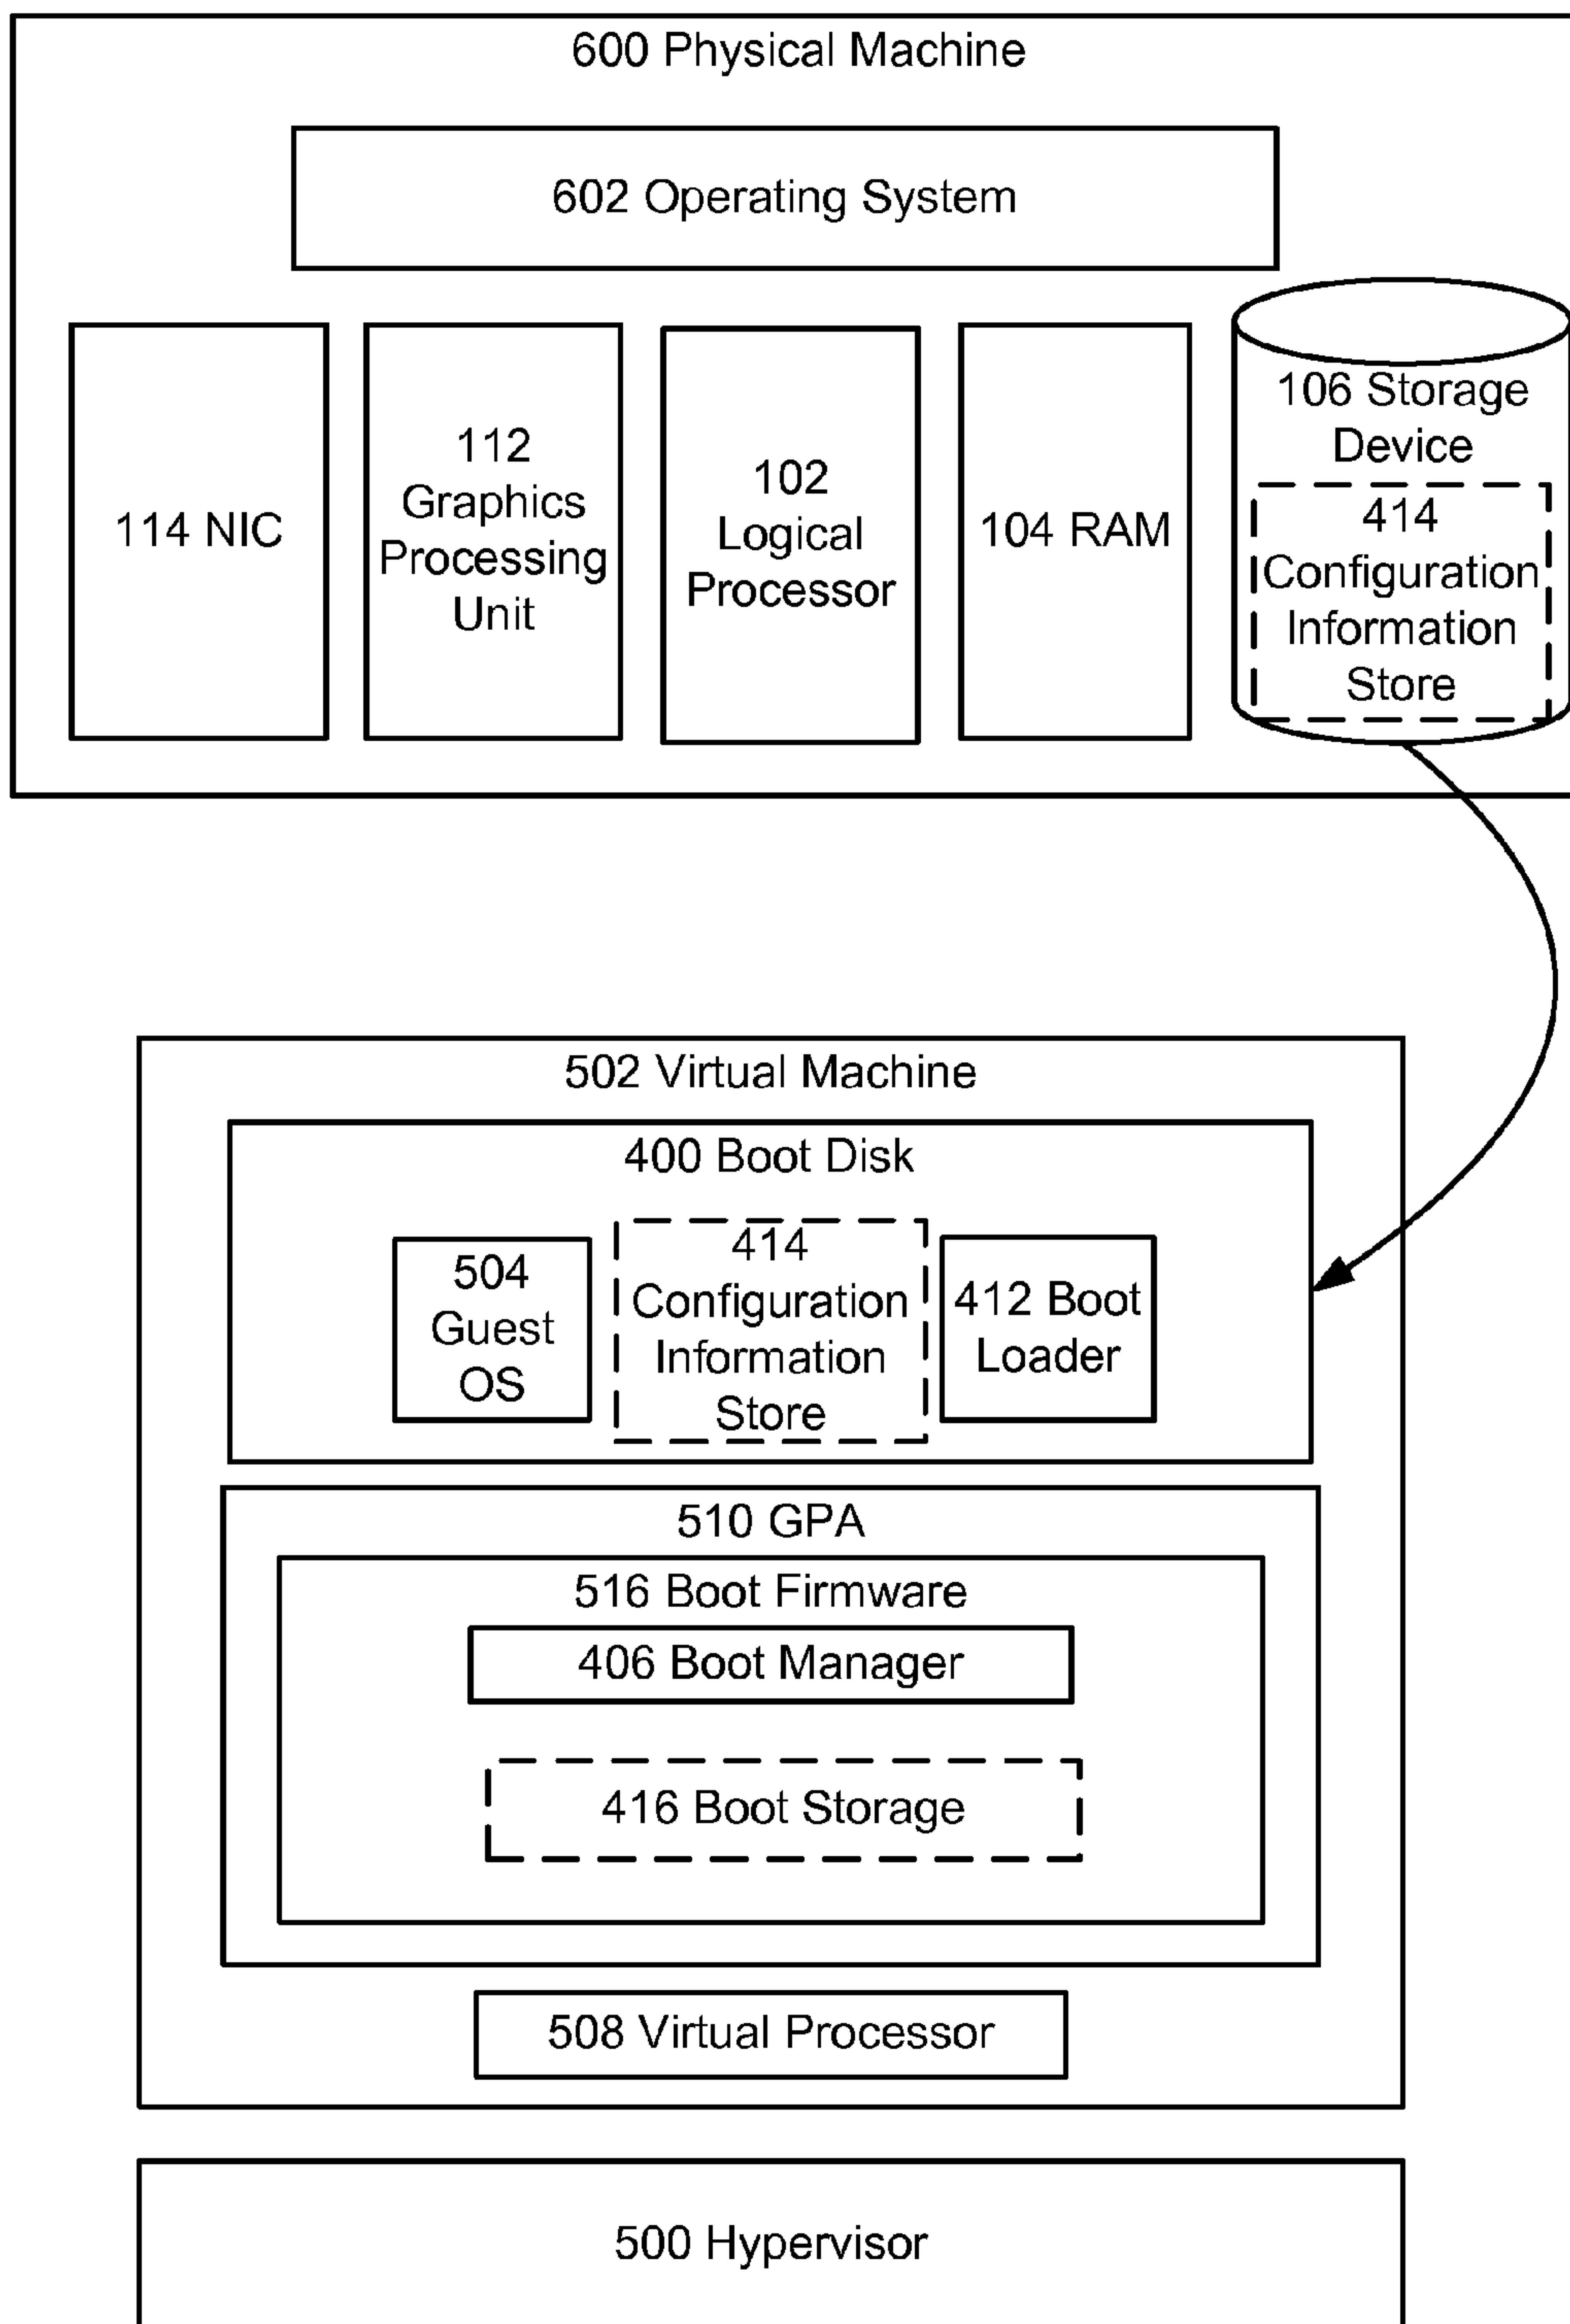 600 Physical Machine
602 Operating System
114 NIC
112
Graphics
Processing
Unit
102
Logical
Processor
104 RAM
106 Storage
Device
414
Configuration
Information
Store
502 Virtual Machine
400 Boot Disk
504
Guest
OS
414
Configuration
Information
Store
412 Boot
Loader
510 GPA
516 Boot Firmware
406 Boot Manager
416 Boot Storage
508 Virtual Processor
500 Hypervisor